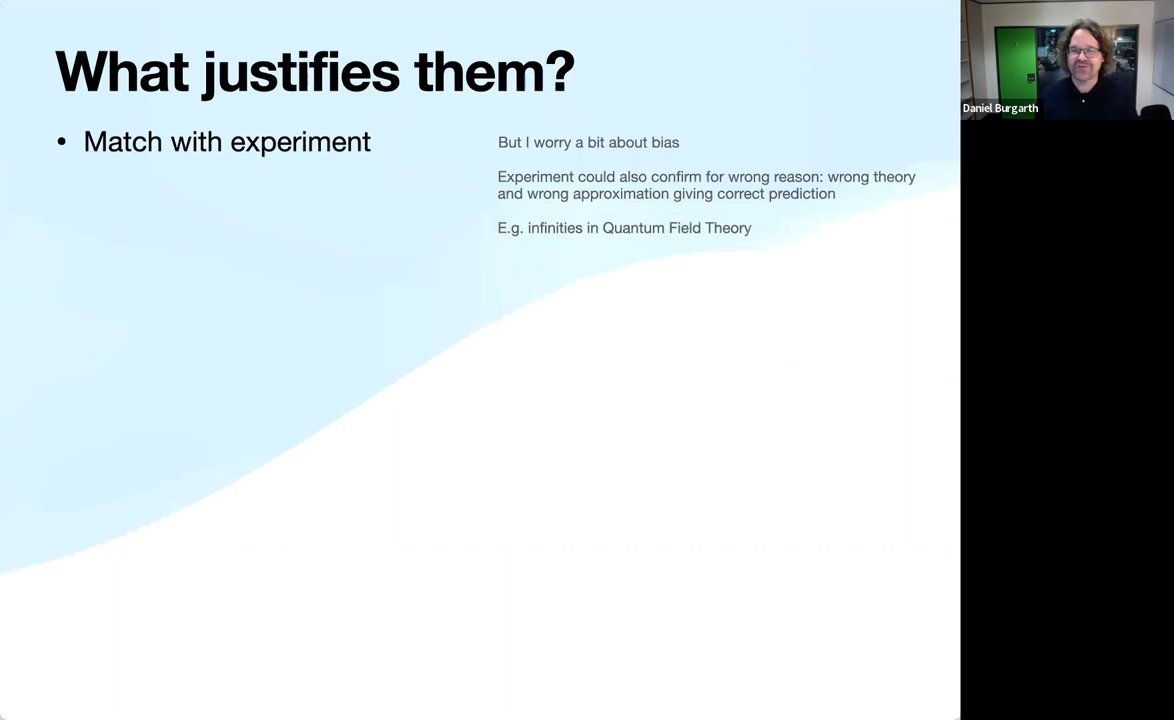 What justifies them?
• Match with experiment
But I worry a bit about bias
Experiment could also confirm for wrong reason: wrong theory
and wrong approximation giving correct prediction
E.g. infinities in Quantum Field Theory
Daniel Burgarth